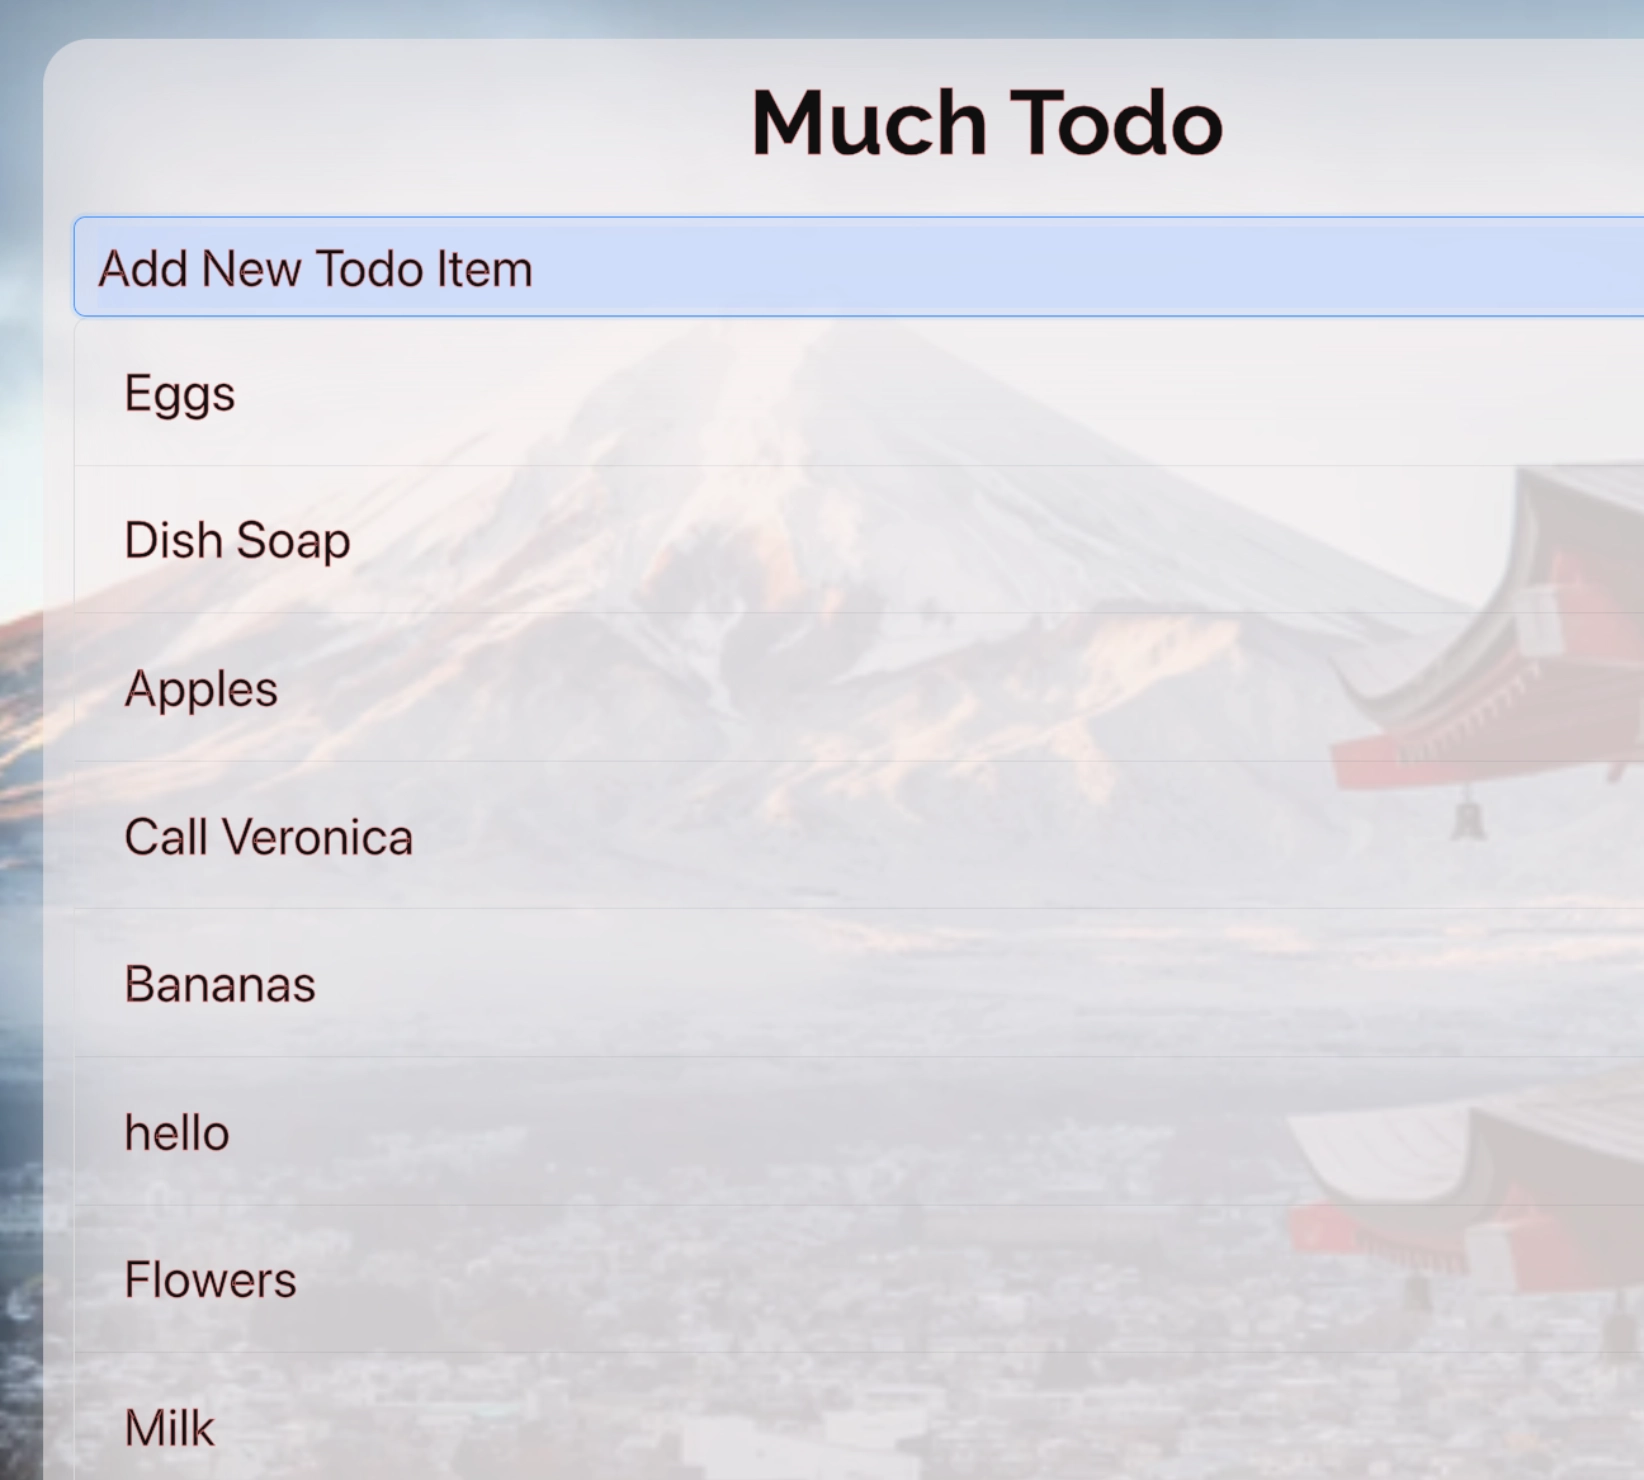 Much Todo
Add New Todo Item
Eggs
Dish Soap
Apples
Call Veronica
Bananas
hello
Flowers
Milk